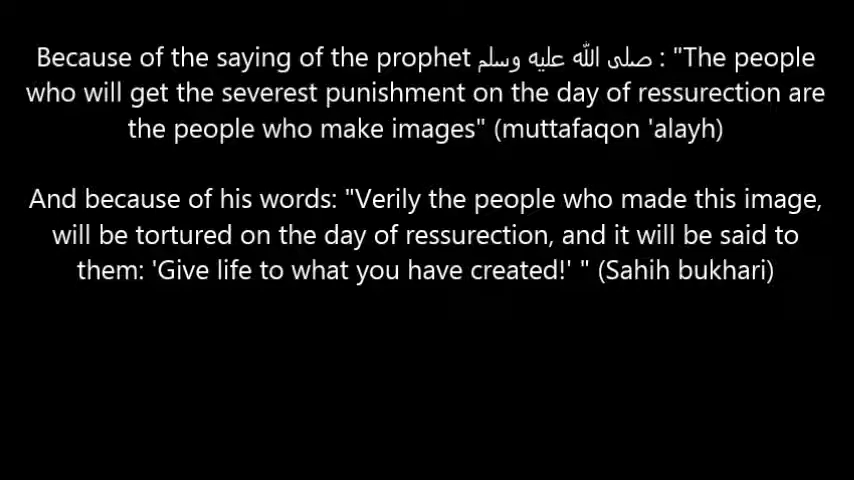 Because of the saying of the prophet صلى الله عليه وسلم : "The people
who will get the severest punishment on the day of ressurection are
the people who make images" (muttafaqon 'alayh)
And because of his words: "Verily the people who made this image,
will be tortured on the day of ressurection, and it will be said to
them: 'Give life to what you have created!' " (Sahih bukhari)